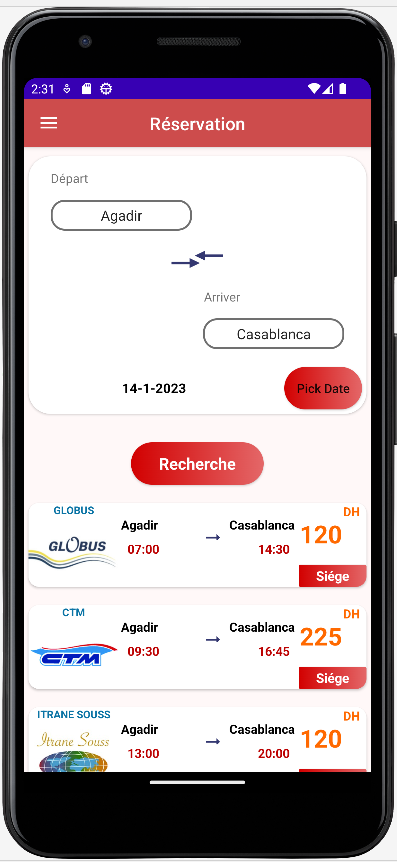 2:31
Réservation
Départ
Agadir
Arriver
Casablanca
14-1-2023
Pick Date
Recherche
GLOBUS
DH
Agadir
Casablanca
120
GLOBUS
07:00
14:30
Siége
CTM
DH
Agadir
Casablanca
225
CTM
09:30
16:45
Siége
ITRANE SOUSS
DH
Agadir
Casablanca
120
Itrane Souss
13:00
20:00